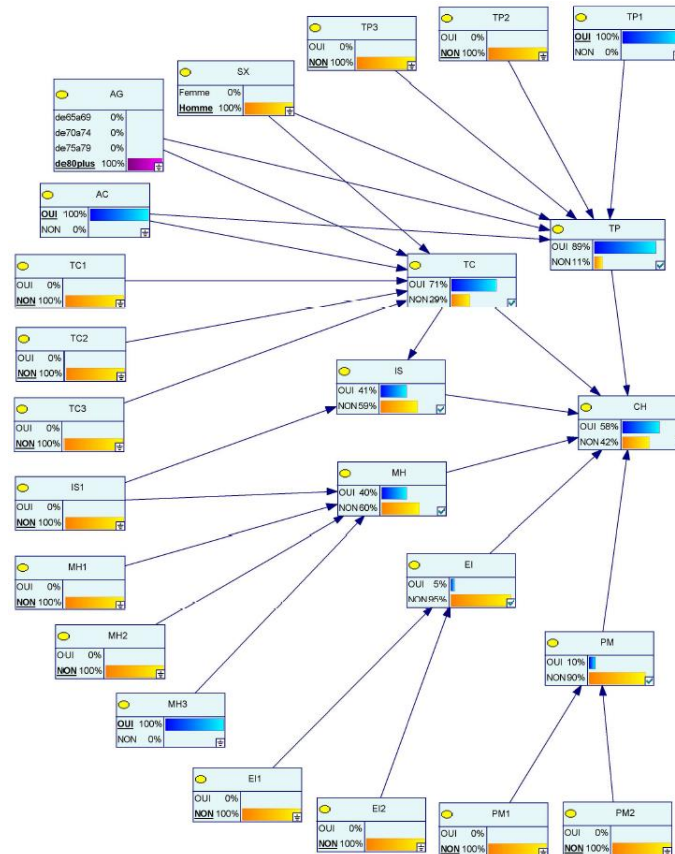 TP3
OUI 0%
NON 100%
TP2
OUI 0%
NON 100%
TP1
OUI 100%
NON 0%
SX
Femme 0%
Homme 100%
AG
de65a69 0%
de70a74 0%
de75a79 0%
de80plus 100%
AC
OUI 100%
NON 0%
TP
OUI 89%
NON 11%
TC
OUI 71%
NON 29%
TC1
OUI 0%
NON 100%
TC2
OUI 0%
NON 100%
IS
OUI 41%
NON 59%
TC3
OUI 0%
NON 100%
CH
OUI 58%
NON 42%
IS1
OUI 0%
NON 100%
MH
OUI 40%
NON 60%
MH1
OUI 0%
NON 100%
EI
OUI 5%
NON 95%
MH2
OUI 0%
NON 100%
PM
OUI 10%
NON 90%
MH3
OUI 100%
NON 0%
EI1
OUI 0%
NON 100%
EI2
OUI 0%
NON 100%
PM1
OUI 0%
NON 100%
PM2
OUI 0%
NON 100%